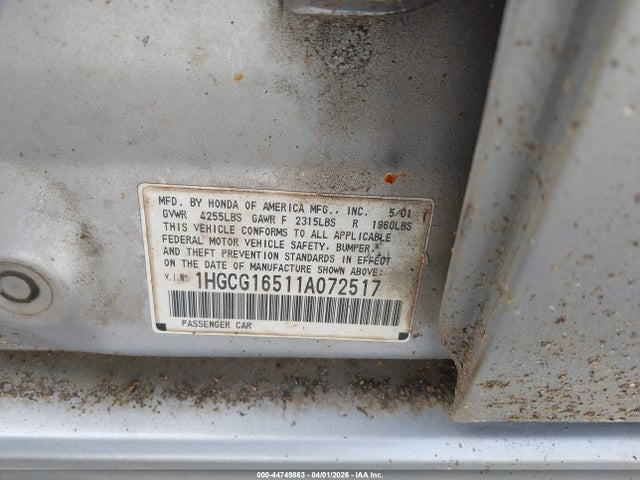 MFD. BY HONDA OF AMERICA MFG., INC. 5/01
GVWR 4255LBS GAWR F 2315LBS R 1960LBS
THIS VEHICLE CONFORMS TO ALL APPLICABLE
FEDERAL MOTOR VEHICLE SAFETY, BUMPER,
AND THEFT PREVENTION STANDARDS IN EFFECT
ON THE DATE OF MANUFACTURE SHOWN ABOVE:
V.I.N: 1HGCG16511A072517
PASSENGER CAR
000-44749863 - 04/01/2026 - IAA Inc.